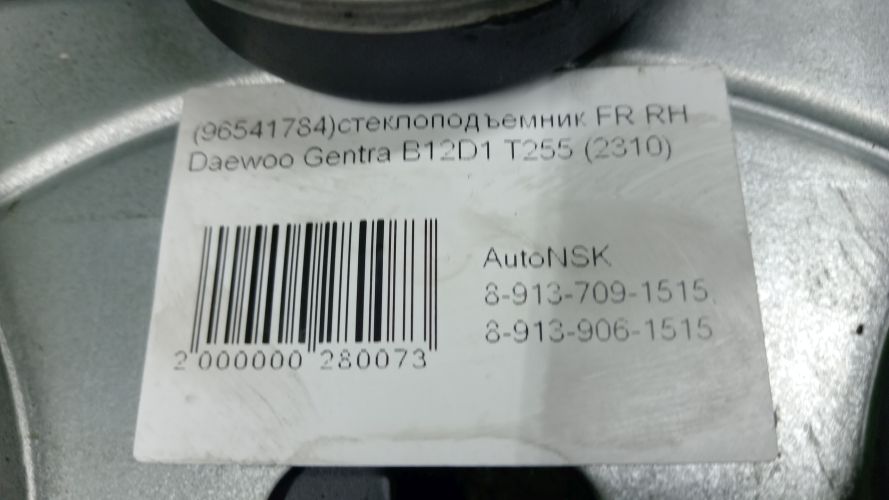 (96541784)стеклоподъемник FR RH
Daewoo Gentra B12D1 T255 (2310)
AutoNSK
8-913-709-1515,
8-913-906-1515
2 000000 280073